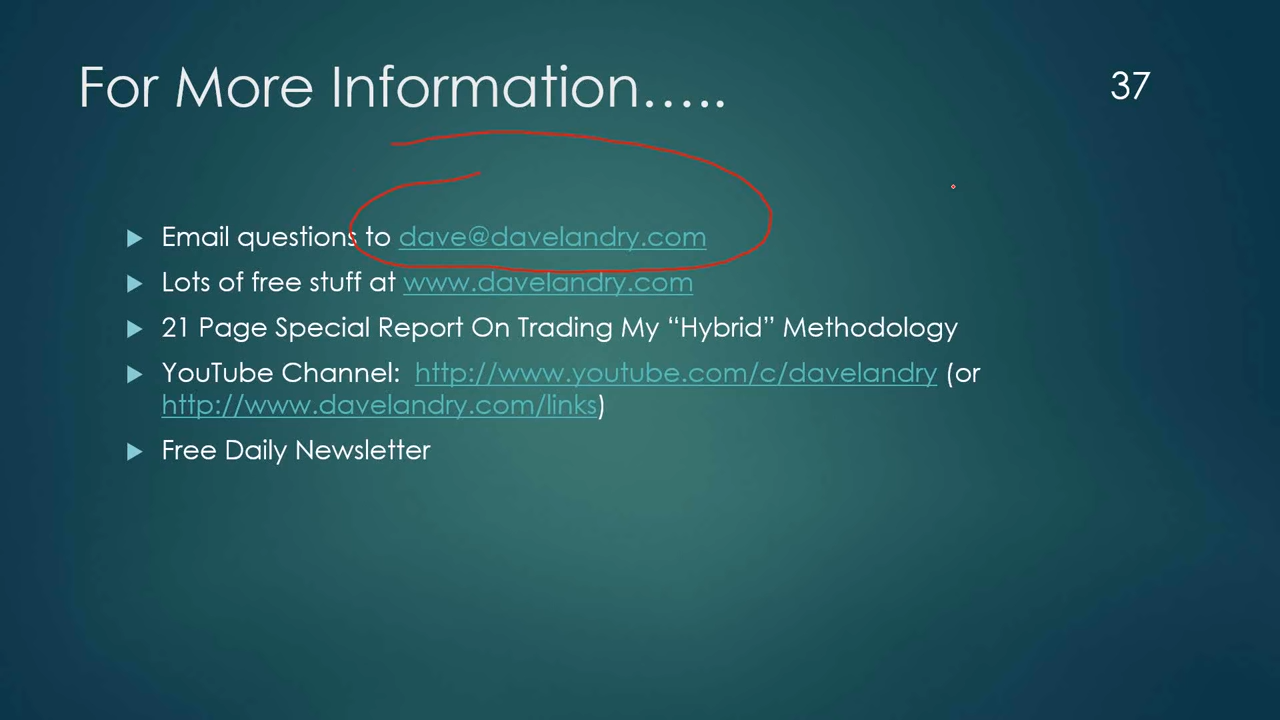 For More Information.....
37
Email questions to dave@davelandry.com
Lots of free stuff at www.davelandry.com
21 Page Special Report On Trading My “Hybrid” Methodology
YouTube Channel: http://www.youtube.com/c/davelandry (or
http://www.davelandry.com/links)
Free Daily Newsletter